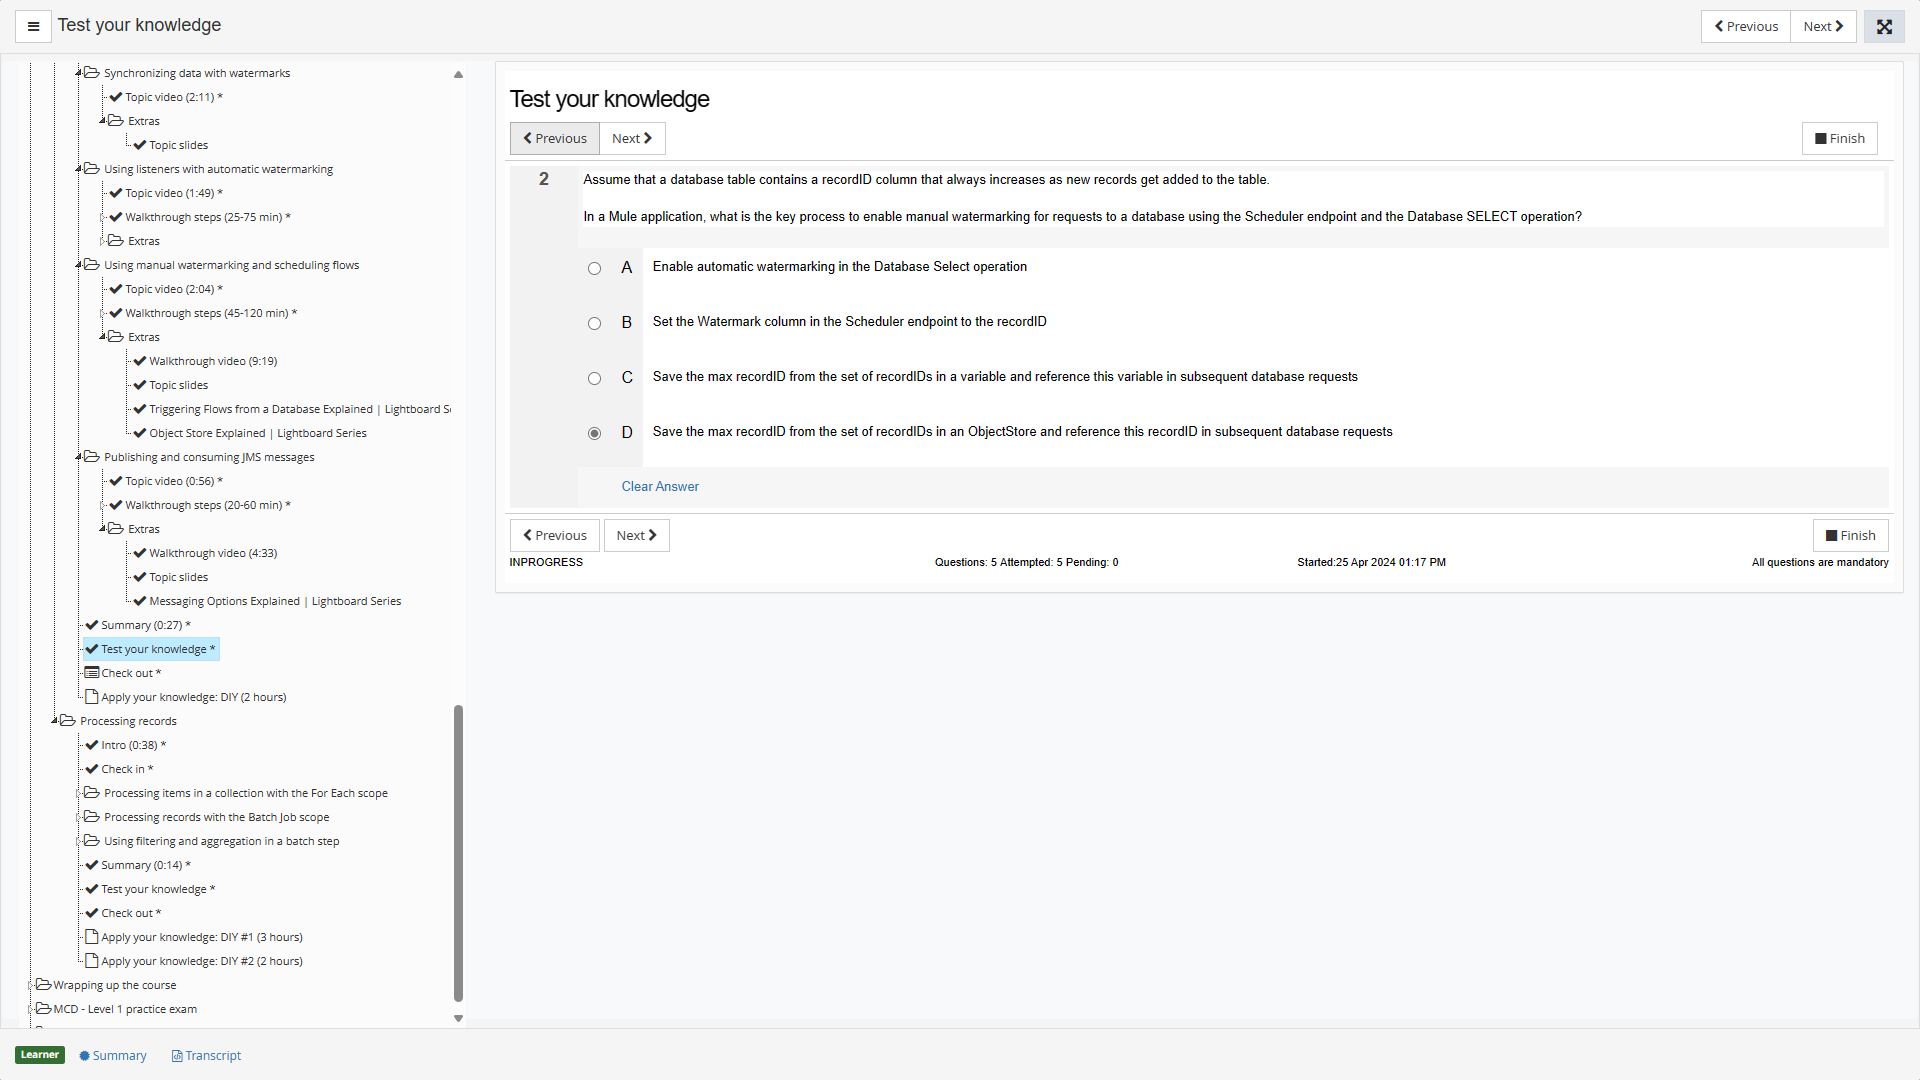 Test your knowledge
Previous
Next
Synchronizing data with watermarks
Topic video (2:11) *
Extras
Topic slides
Using listeners with automatic watermarking
Topic video (1:49) *
Walkthrough steps (25-75 min) *
Extras
Using manual watermarking and scheduling flows
Topic video (2:04) *
Walkthrough steps (45-120 min) *
Extras
Walkthrough video (9:19)
Topic slides
Triggering Flows from a Database Explained | Lightboard S
Object Store Explained | Lightboard Series
Publishing and consuming JMS messages
Topic video (0:56) *
Walkthrough steps (20-60 min) *
Extras
Walkthrough video (4:33)
Topic slides
Messaging Options Explained | Lightboard Series
Summary (0:27) *
Test your knowledge *
Check out *
Apply your knowledge: DIY (2 hours)
Processing records
Intro (0:38) *
Check in *
Processing items in a collection with the For Each scope
Processing records with the Batch Job scope
Using filtering and aggregation in a batch step
Summary (0:14) *
Test your knowledge *
Check out *
Apply your knowledge: DIY #1 (3 hours)
Apply your knowledge: DIY #2 (2 hours)
Wrapping up the course
MCD - Level 1 practice exam
Test your knowledge
Previous
Next
Finish
2
Assume that a database table contains a recordID column that always increases as new records get added to the table.
In a Mule application, what is the key process to enable manual watermarking for requests to a database using the Scheduler endpoint and the Database SELECT operation?
A Enable automatic watermarking in the Database Select operation
B Set the Watermark column in the Scheduler endpoint to the recordID
C Save the max recordID from the set of recordIDs in a variable and reference this variable in subsequent database requests
D Save the max recordID from the set of recordIDs in an ObjectStore and reference this recordID in subsequent database requests
Clear Answer
Previous
Next
Finish
INPROGRESS
Questions: 5 Attempted: 5 Pending: 0
Started:25 Apr 2024 01:17 PM
All questions are mandatory
Learner
Summary
Transcript